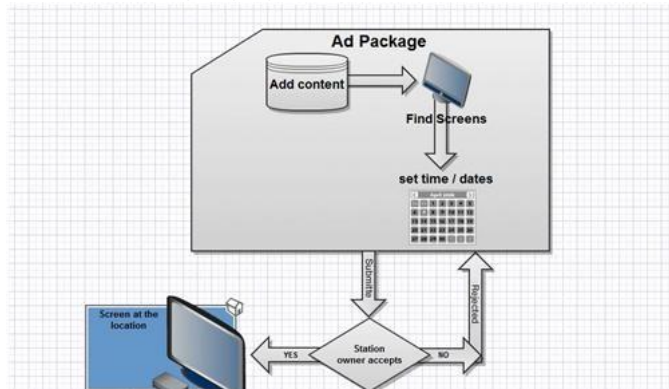 Ad Package
Add content
Find Screens
set time / dates
Submitte
Rejected
Screen at the
location
YES
Station
owner accepts
NO